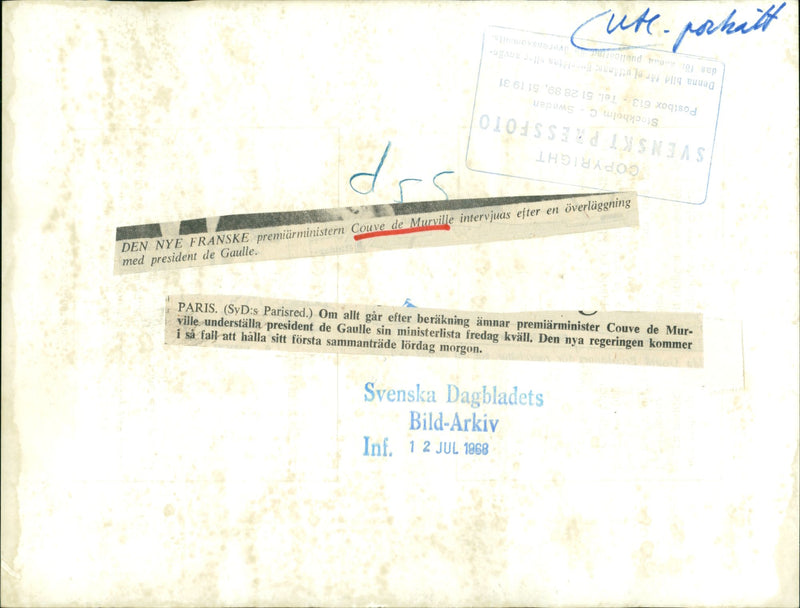 Utl. porträtt
COPYRIGHT
SVENSKT PRESSFOTO
Stockholm C - Sweden
Postbox 613 - Tel. 51 28 89, 51 19 31
DEN NYE FRANSKE premiärministern Couve de Murville intervjuas efter en överläggning
med president de Gaulle.
PARIS. (SvD:s Parisred.) Om allt går efter beräkning ämnar premiärminister Couve de Mur-
ville underställa president de Gaulle sin ministerlista fredag kväll. Den nya regeringen kommer
i så fall att hålla sitt första sammanträde lördag morgon.
Svenska Dagbladets
Bild-Arkiv
Inf. 12 JUL 1968